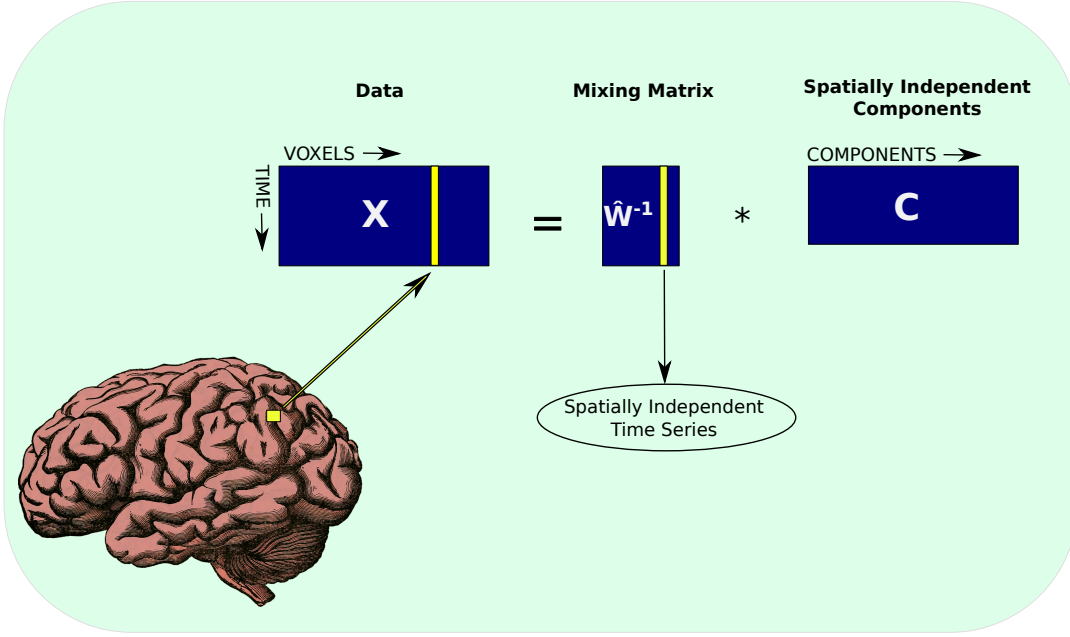 Data
Mixing Matrix
Spatially Independent
Components
VOXELS
COMPONENTS
TIME
X
=
Ŵ⁻¹
*
C
Spatially Independent
Time Series